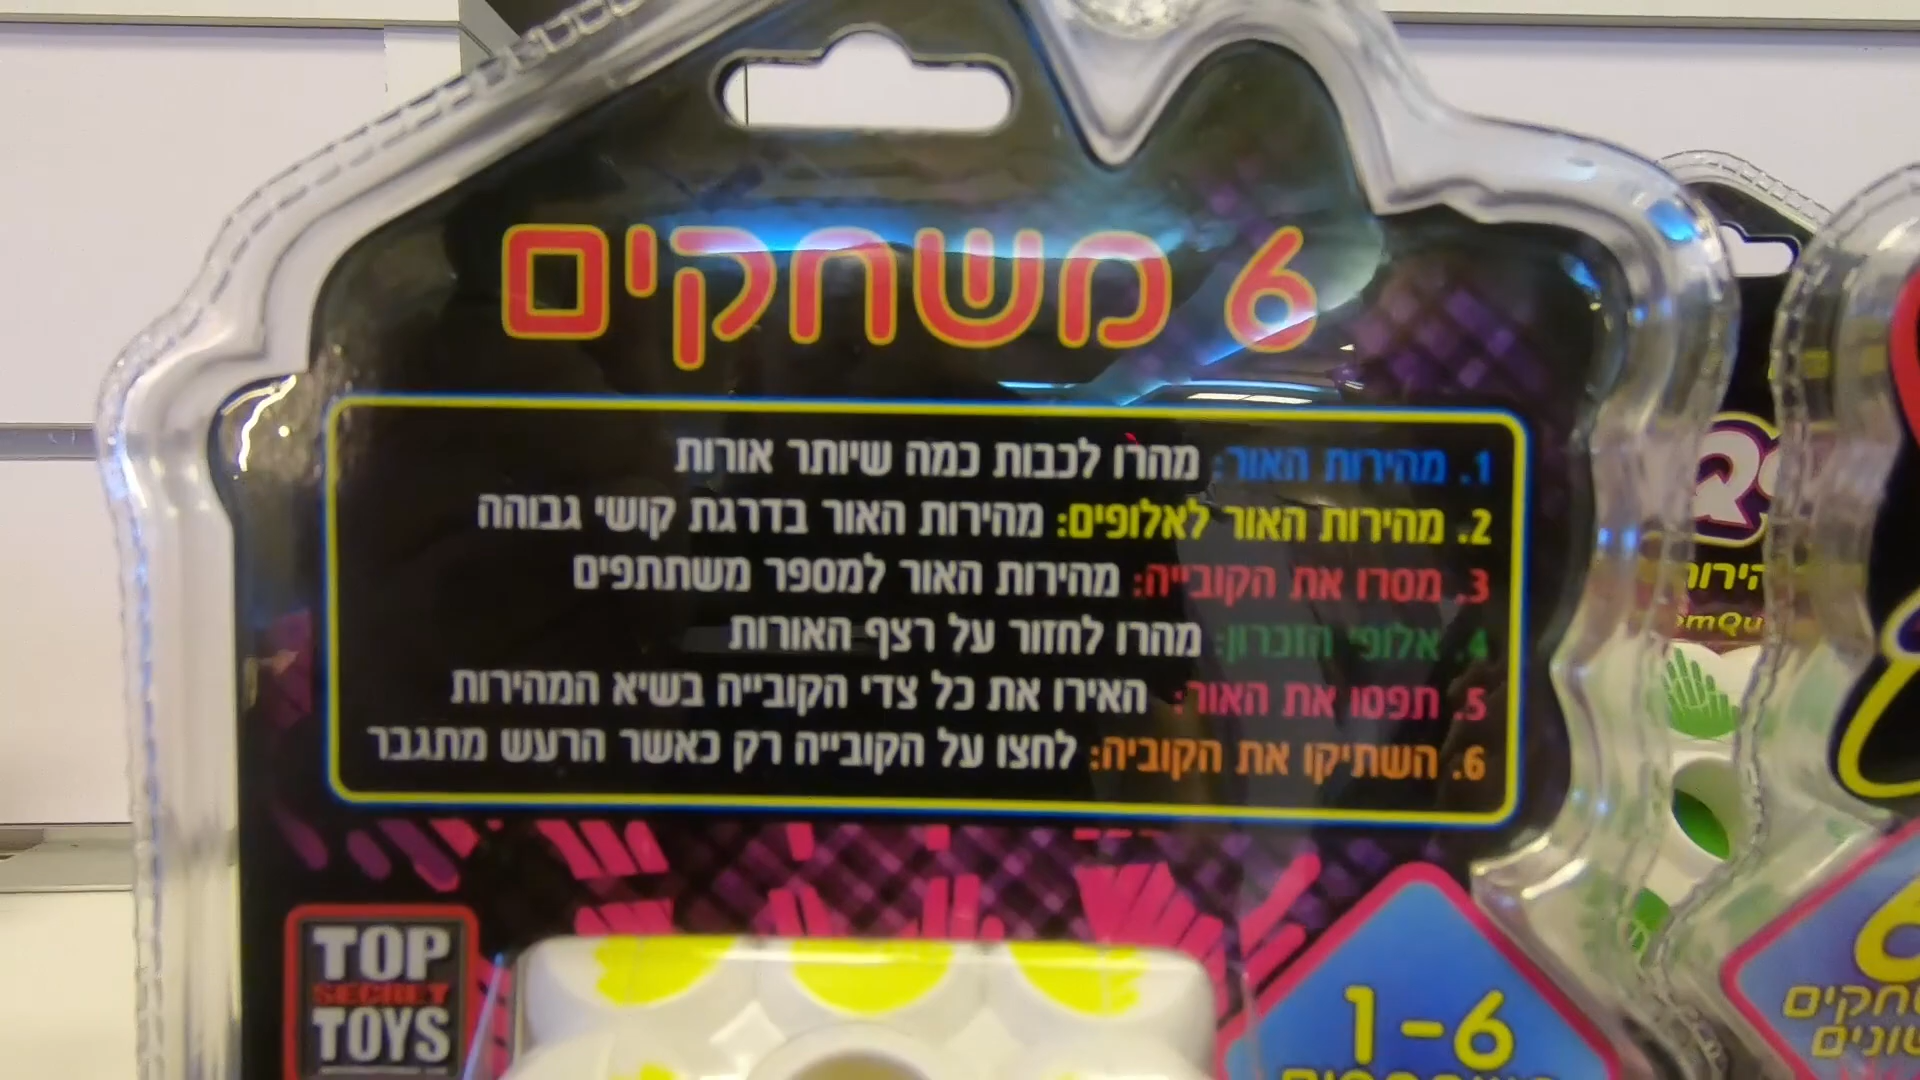 6 משחקים
1. מהירות האור: מהרו לכבות כמה שיותר אורות
2. מהירות האור לאלופים: מהירות האור בדרגת קושי גבוהה
3. מסרו את הקובייה: מהירות האור למספר משתתפים
4. אלופי הזכרון: מהרו לחזור על רצף האורות
5. תפסו את האור: האירו את כל צדי הקובייה בשיא המהירות
6. השתיקו את הקוביה: לחצו על הקובייה רק כאשר הרעש מתגבר
TOP
SECRET
TOYS
1-6
6